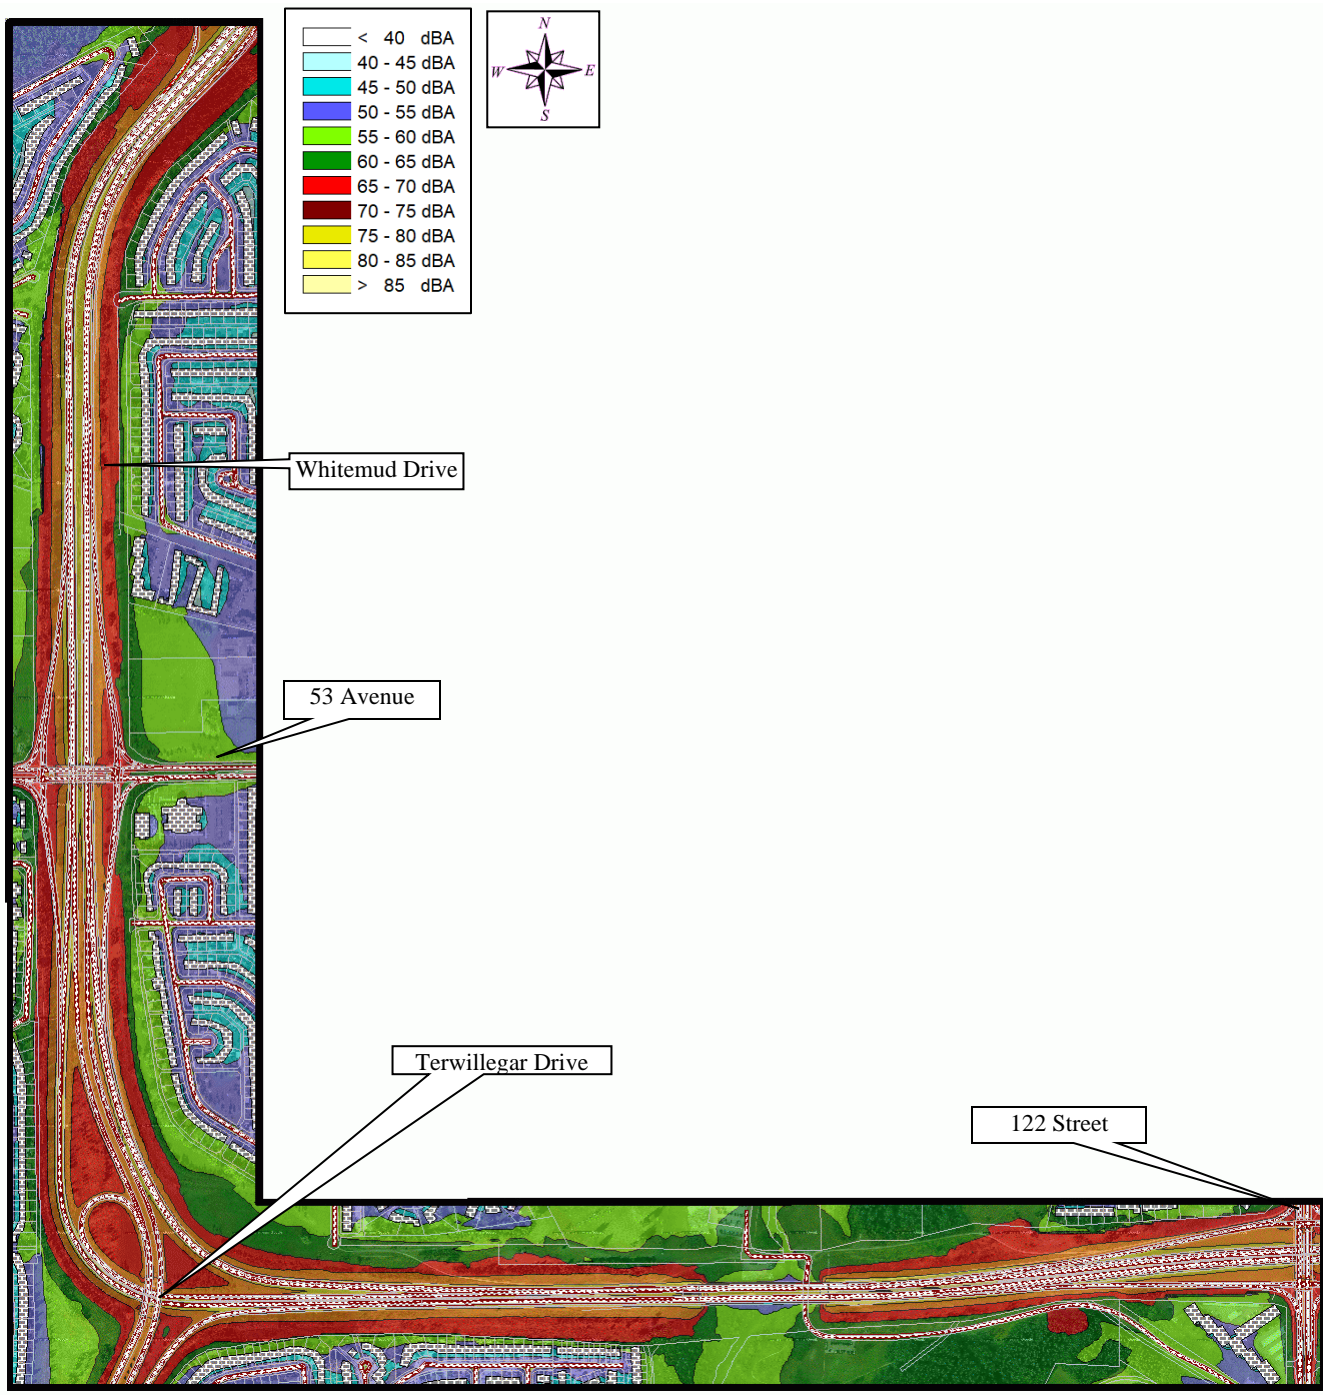 < 40 dBA
40 - 45 dBA
45 - 50 dBA
50 - 55 dBA
55 - 60 dBA
60 - 65 dBA
65 - 70 dBA
70 - 75 dBA
75 - 80 dBA
80 - 85 dBA
> 85 dBA
N
W E
S
Whitemud Drive
53 Avenue
Terwillegar Drive
122 Street